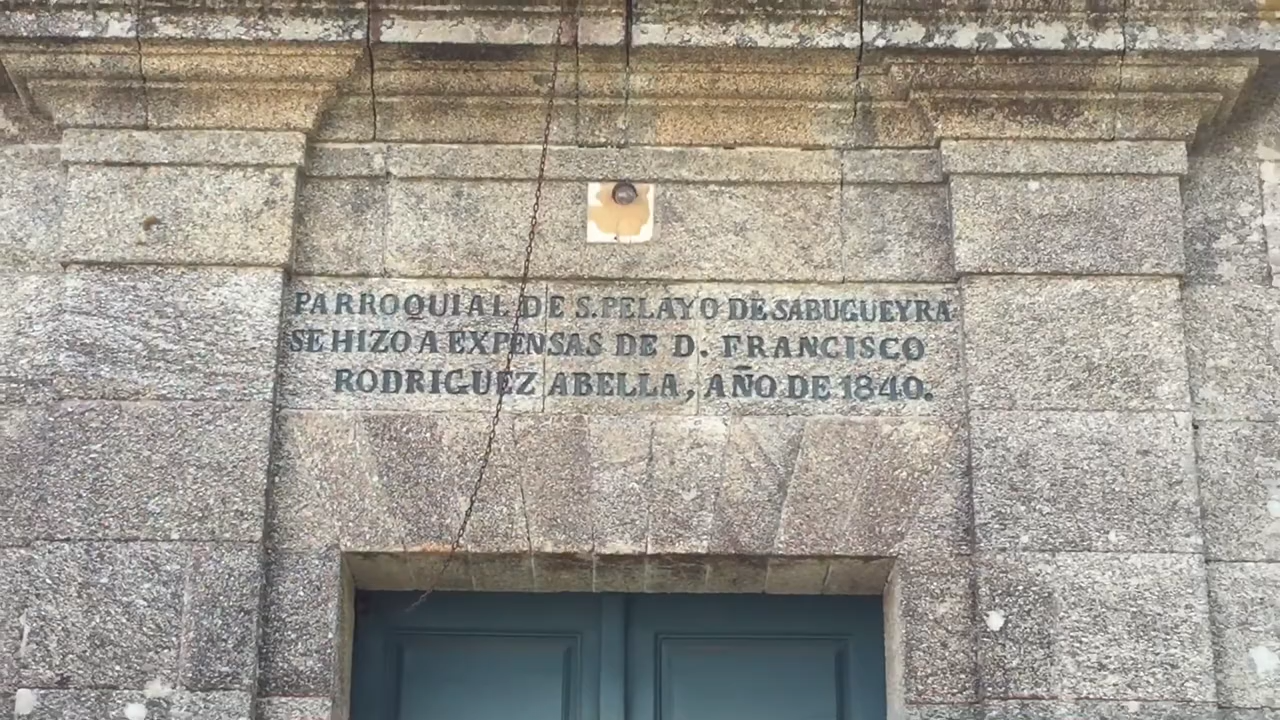 PARROQUIAL DE S.PELAYO DE SABUGUEYRA
SE HIZO A EXPENSAS DE D. FRANCISCO
RODRIGUEZ ABELLA, AÑO DE 1840.